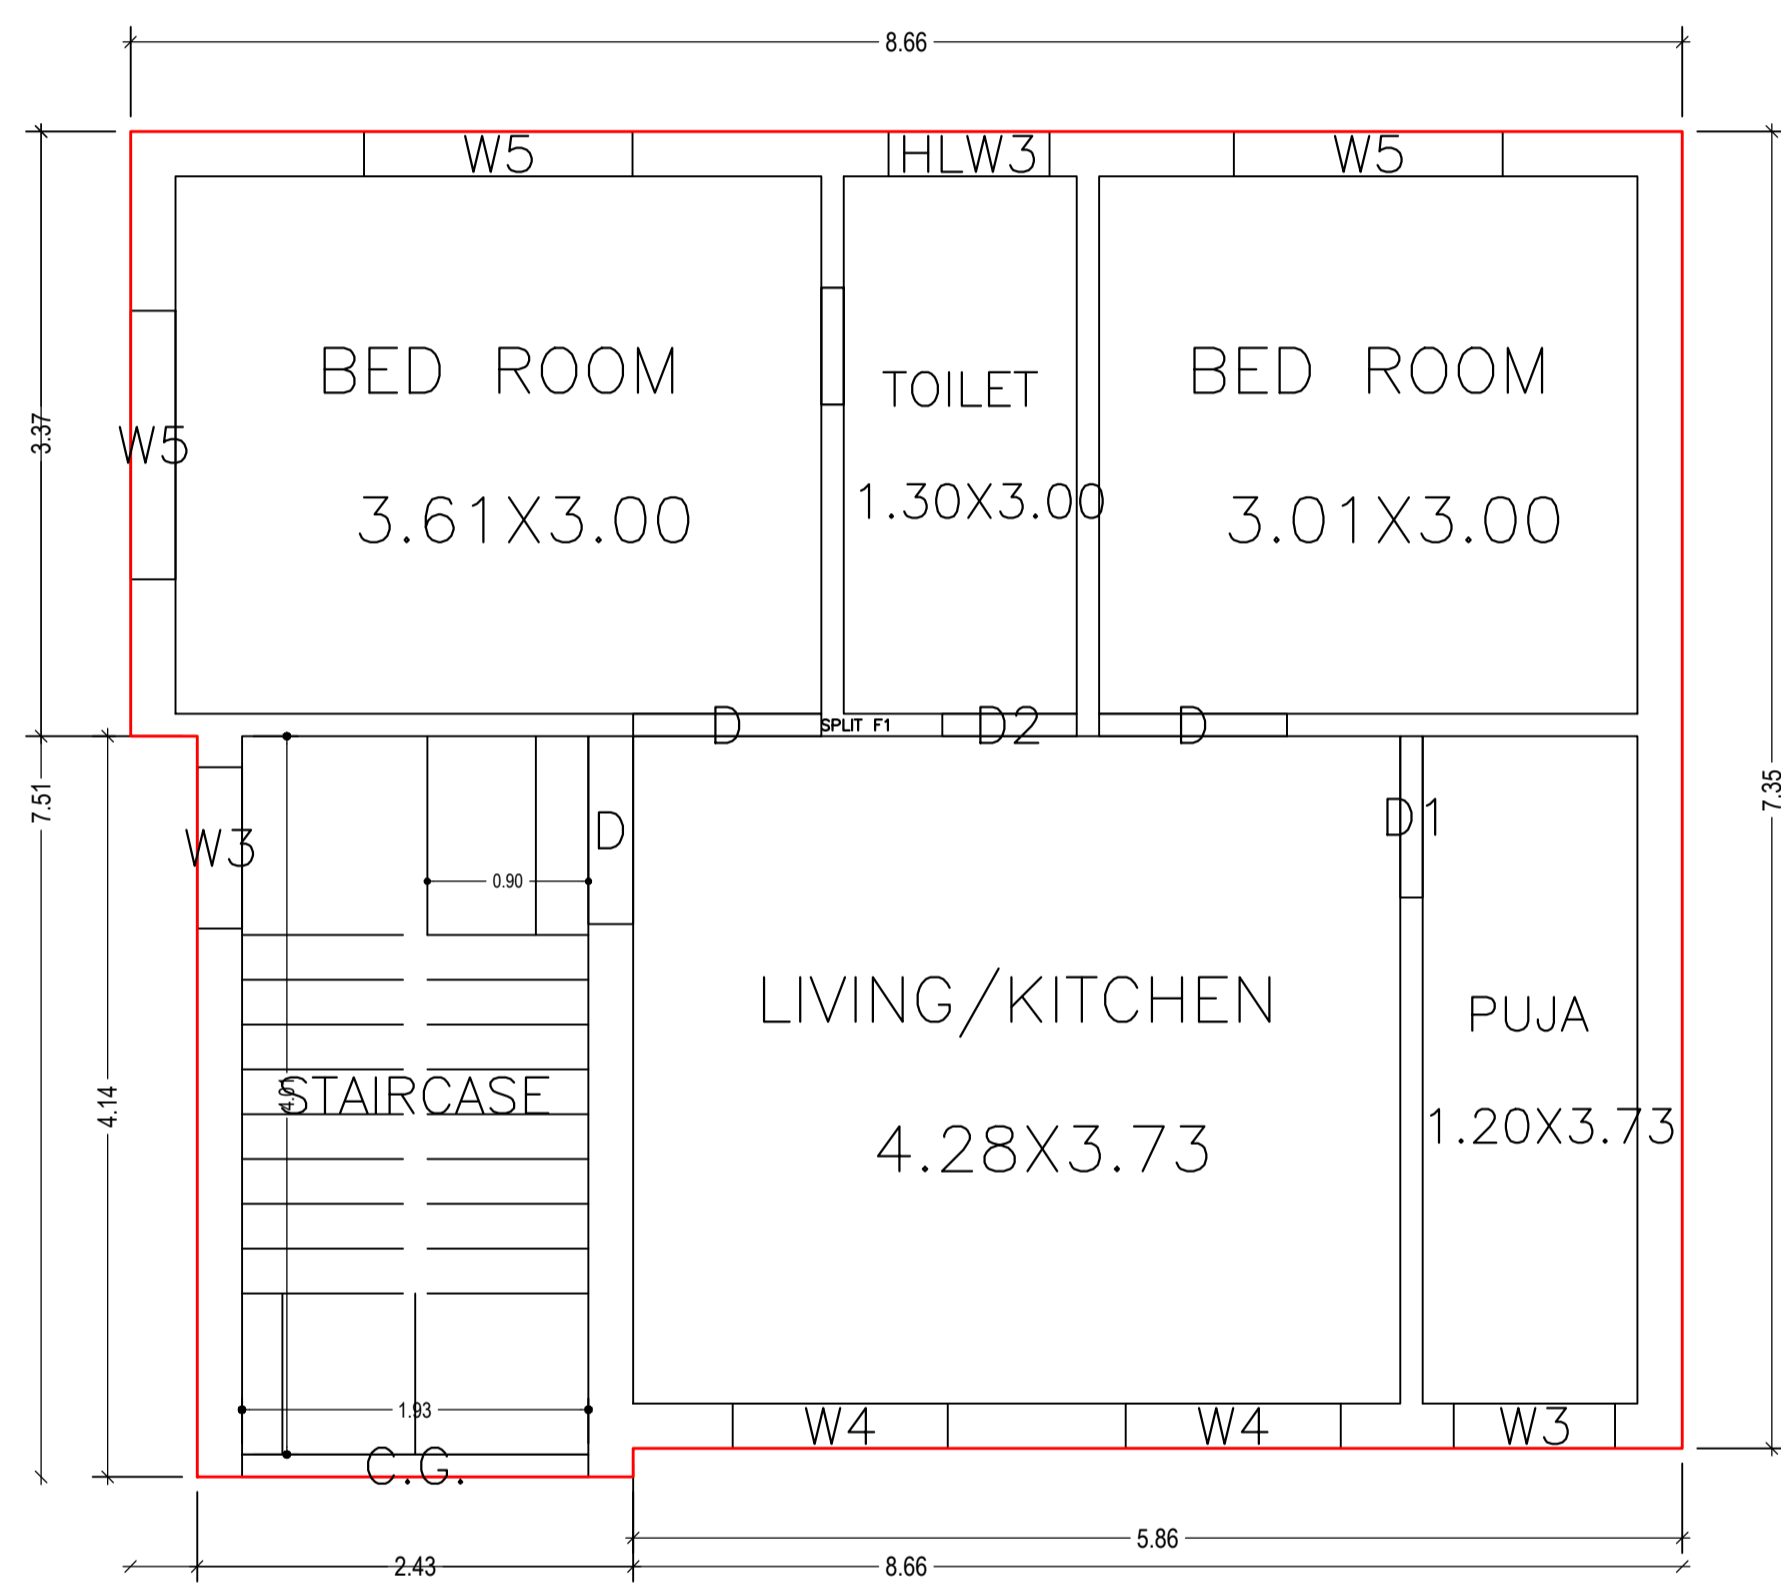 8.66
W5
HLW3
W5
BED ROOM
TOILET
BED ROOM
3.37
W5
3.61X3.00
1.30X3.00
3.01X3.00
D
SPLIT F1
D2
D
7.51
7.35
W3
D
D1
0.90
LIVING/KITCHEN
PUJA
4.14
STAIRCASE
4.01
4.28X3.73
1.20X3.73
1.93
W4
W4
W3
C.G.
5.86
2.43
8.66